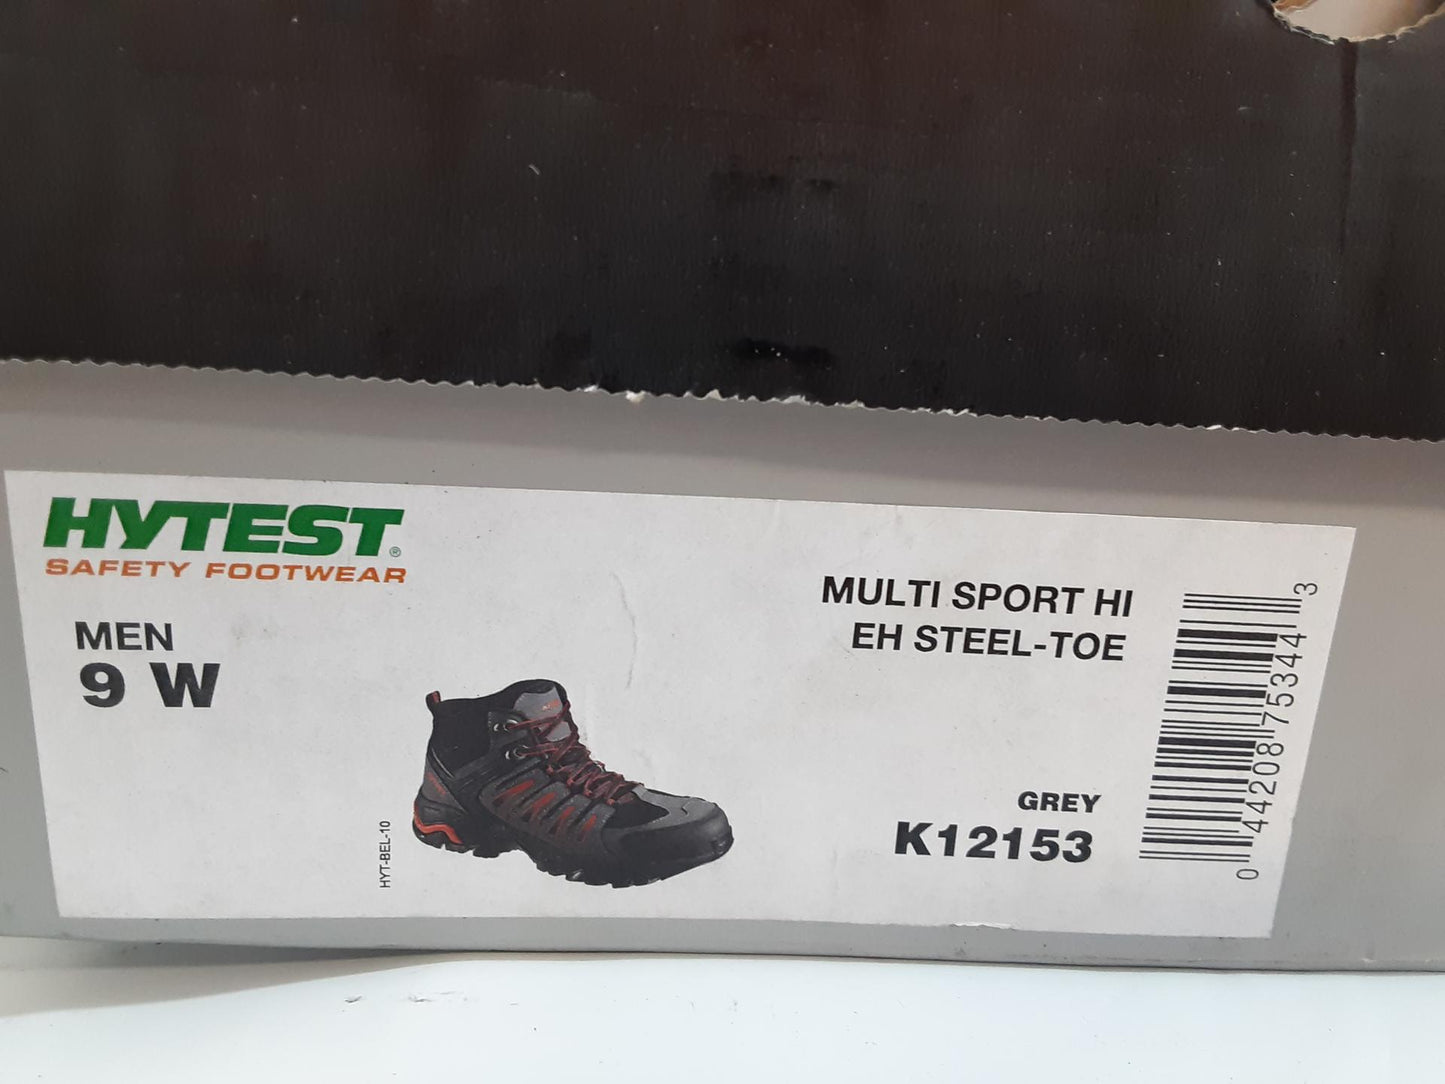 HYTEST®
SAFETY FOOTWEAR
MEN
9 W
MULTI SPORT HI
EH STEEL-TOE
HYT-BEL-10
GREY
K12153
0 44208 75344 3